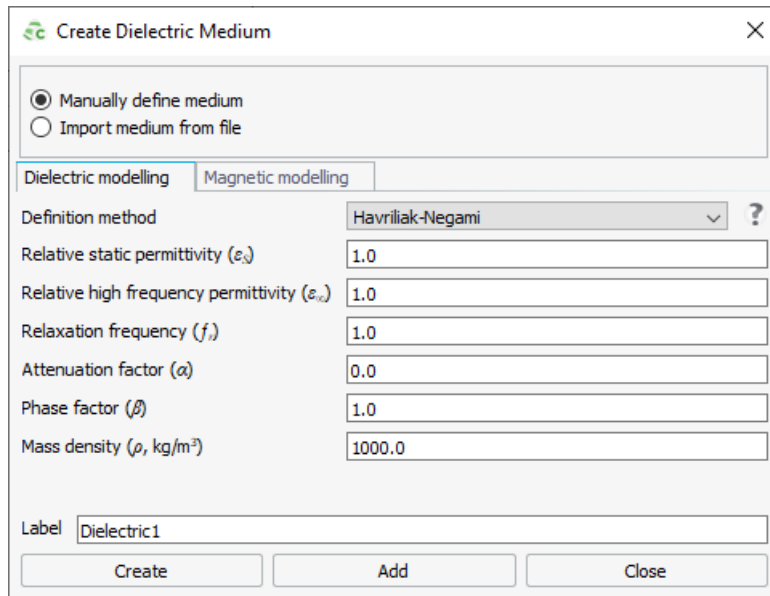 Create Dielectric Medium
Manually define medium
Import medium from file
Dielectric modelling Magnetic modelling
Definition method Havriliak-Negami ?
Relative static permittivity (εₛ) 1.0
Relative high frequency permittivity (ε∞) 1.0
Relaxation frequency (fᵣ) 1.0
Attenuation factor (α) 0.0
Phase factor (β) 1.0
Mass density (ρ, kg/m³) 1000.0
Label Dielectric1
Create Add Close